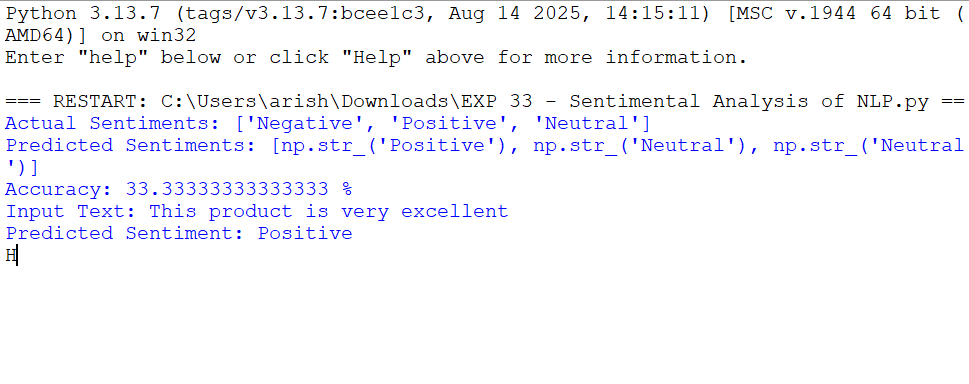 Python 3.13.7 (tags/v3.13.7:bcee1c3, Aug 14 2025, 14:15:11) [MSC v.1944 64 bit (
AMD64)] on win32
Enter "help" below or click "Help" above for more information.
=== RESTART: C:\Users\arish\Downloads\EXP 33 - Sentimental Analysis of NLP.py ==
Actual Sentiments: ['Negative', 'Positive', 'Neutral']
Predicted Sentiments: [np.str_('Positive'), np.str_('Neutral'), np.str_('Neutral
')]
Accuracy: 33.33333333333333 %
Input Text: This product is very excellent
Predicted Sentiment: Positive
H